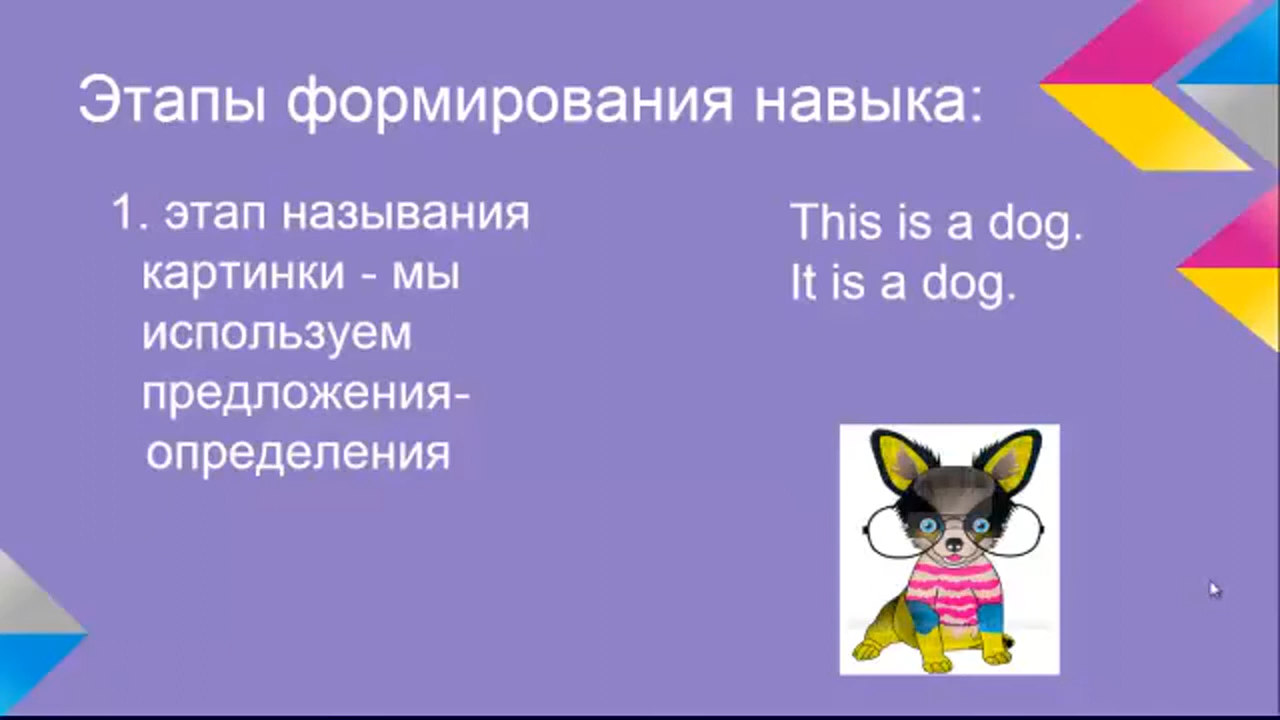 Этапы формирования навыка:
1. этап называния
картинки - мы
используем
предложения-
определения
This is a dog.
It is a dog.